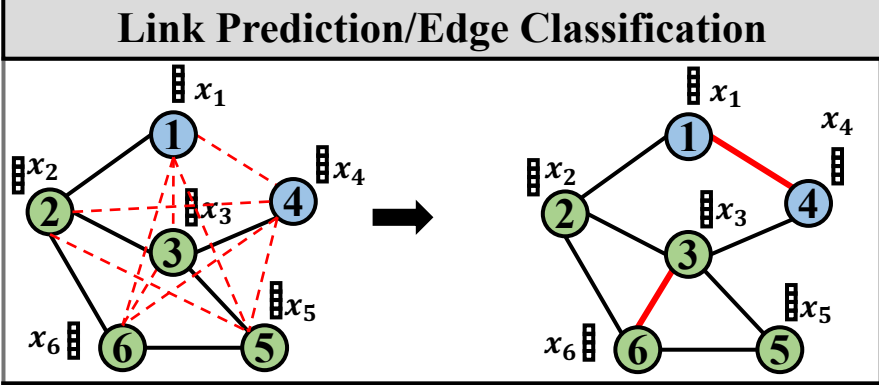 Link Prediction/Edge Classification
x₁
1
x₂
2
x₃
3
x₄
4
x₅
5
x₆
6
x₁
1
x₄
4
x₂
2
x₃
3
x₅
5
x₆
6